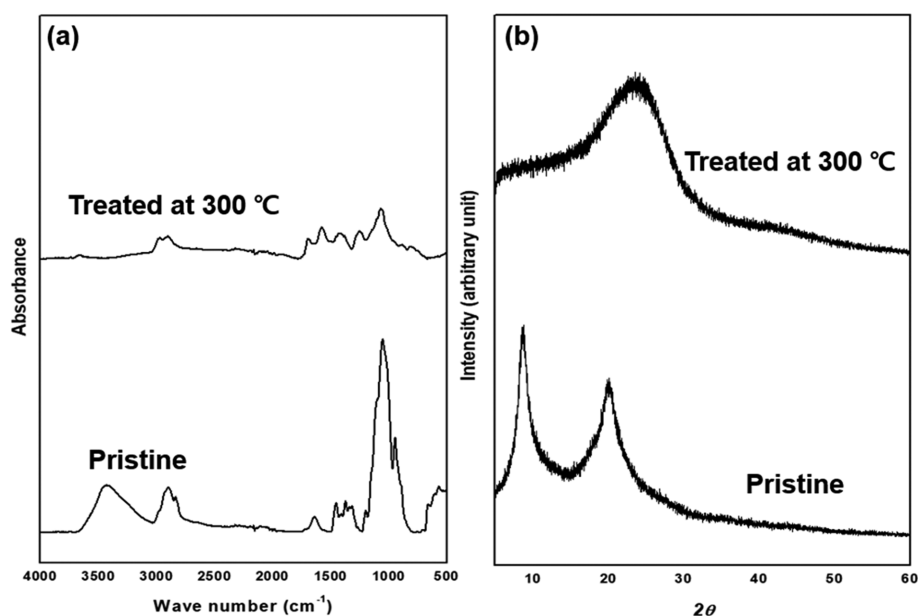 (a)
Absorbance
Treated at 300 ℃
Pristine
4000 3500 3000 2500 2000 1500 1000 500
Wave number (cm⁻¹)
(b)
Intensity (arbitrary unit)
Treated at 300 ℃
Pristine
10 20 30 40 50 60
2θ